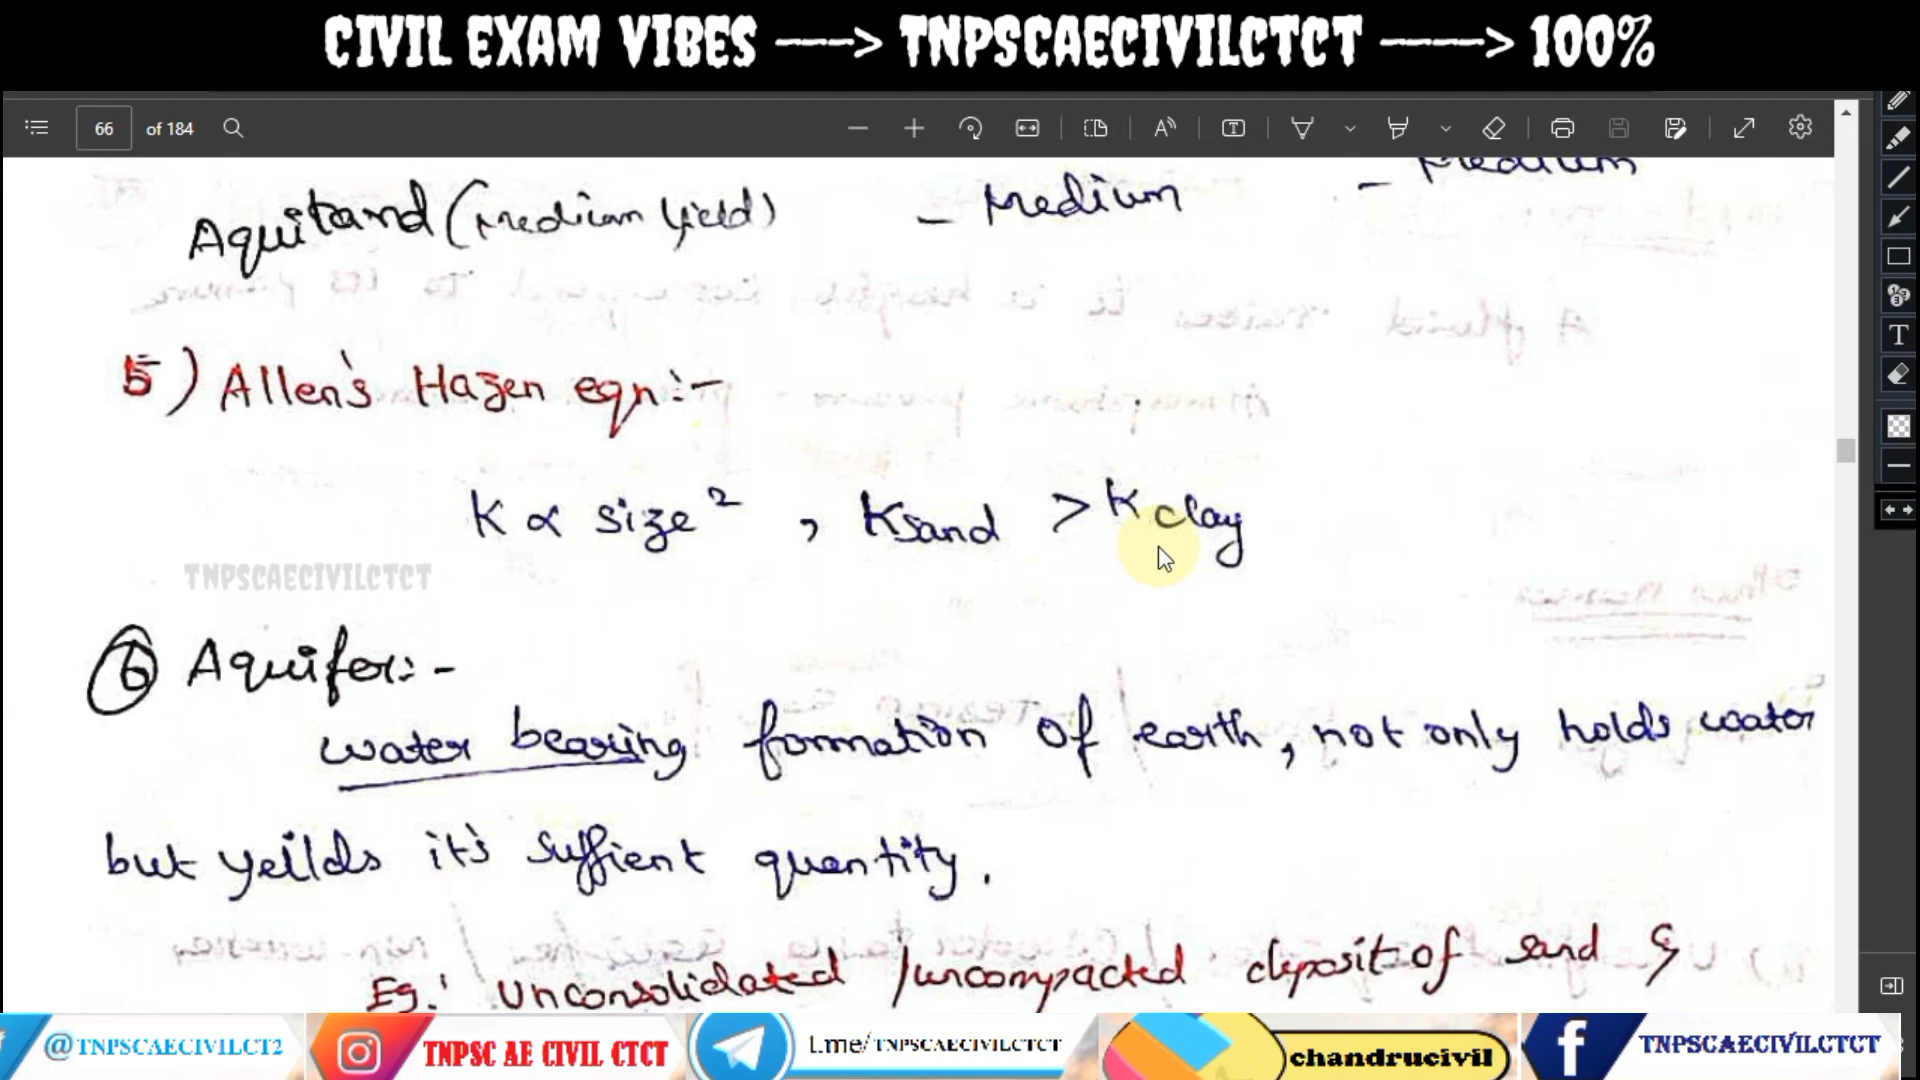 CIVIL EXAM VIBES ---> TNPSCAECIVILCTCT ----> 100%
66 of 184
Medium
Aquitard (Medium Yield) - Medium -
5) Allen's Hazen eqn:-
K ∝ size², Ksand > Kclay
TNPSCAECIVILCTCT
6 Aquifer:-
water bearing formation of earth, not only holds water
but yeilds it's suffient quantity.
Eg: Unconsolidated /uncompacted deposit of sand &
@TNPSCAECIVILCT2 TNPSC AE CIVIL CTCT t.me/TNPSCAECIVILCTCT chandrucivil TNPSCAECIVILCTCT